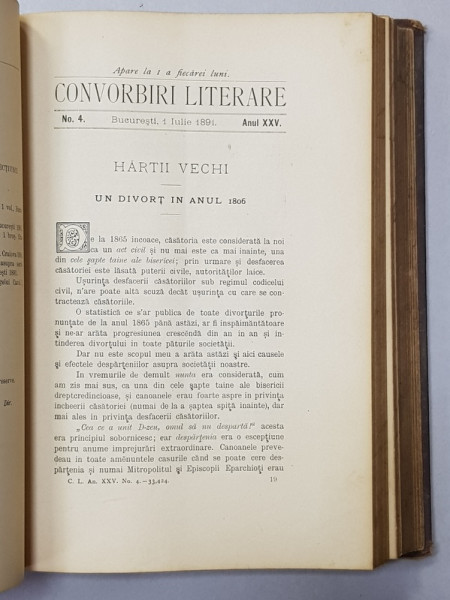 Apare la 1 a fiecărei luni.
CONVORBIRI LITERARE
No. 4. Bucureşti, 1 Iulie 1891. Anul XXV.
HÂRTII VECHI
UN DIVORŢ IN ANUL 1806
De la 1865 incoace, căsătoria este considerată la noi
ca un act civil şi nu mai este ca mai inainte, una
din cele şapte taine ale bisericei; prin urmare şi desfacerea
căsătoriei este lăsată puterii civile, autorităţilor laice.
Uşurinţa desfacerii căsătoriilor sub regimul codicelui
civil, n'are poate altă scuză decât uşurinţa cu care se con-
tractează căsătoriile.
O statistică ce s'ar publica de toate divorţurile pro-
nunţate de la anul 1865 până astăzi, ar fi inspăimântătoare
şi ne-ar arăta progresiunea crescêndă din an in an şi in-
tinderea divorţului in toate păturile societăţii.
Dar nu este scopul meu a arăta astăzi şi aici causele
şi efectele despărţeniilor asupra societăţii noastre.
In vremurile de demult nunta era considerată, cum
am zis mai sus, ca una din cele şapte taine ale bisericii
dreptcredincioase, şi canoanele erau foarte aspre in privinţa
incheerii căsătoriei (numai de la a şaptea spiţă inainte), dar
mai ales in privinţa desfacerii căsătoriilor.
„Cea ce a unit D-zeu, omul să nu despartă!" acesta
era principiul sobornicesc; ear despărţenia era o escepţiune
pentru anume imprejurări extraordinare. Canoanele preve-
deau in toate amênuntele casurile când se poate cere des-
părţenia şi numai Mitropolitul şi Episcopii Eparchioţi erau
C. L. An. XXV. No. 4.—33,424. 19